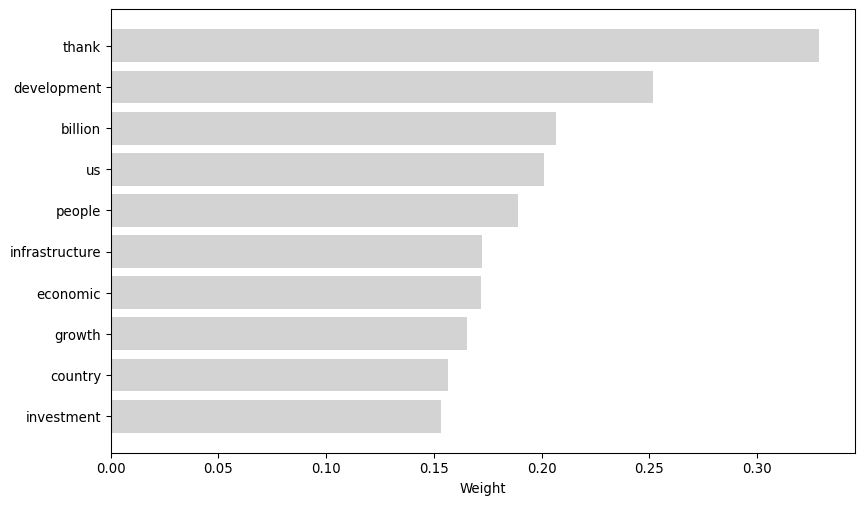 thank
development
billion
us
people
infrastructure
economic
growth
country
investment
0.00 0.05 0.10 0.15 0.20 0.25 0.30
Weight